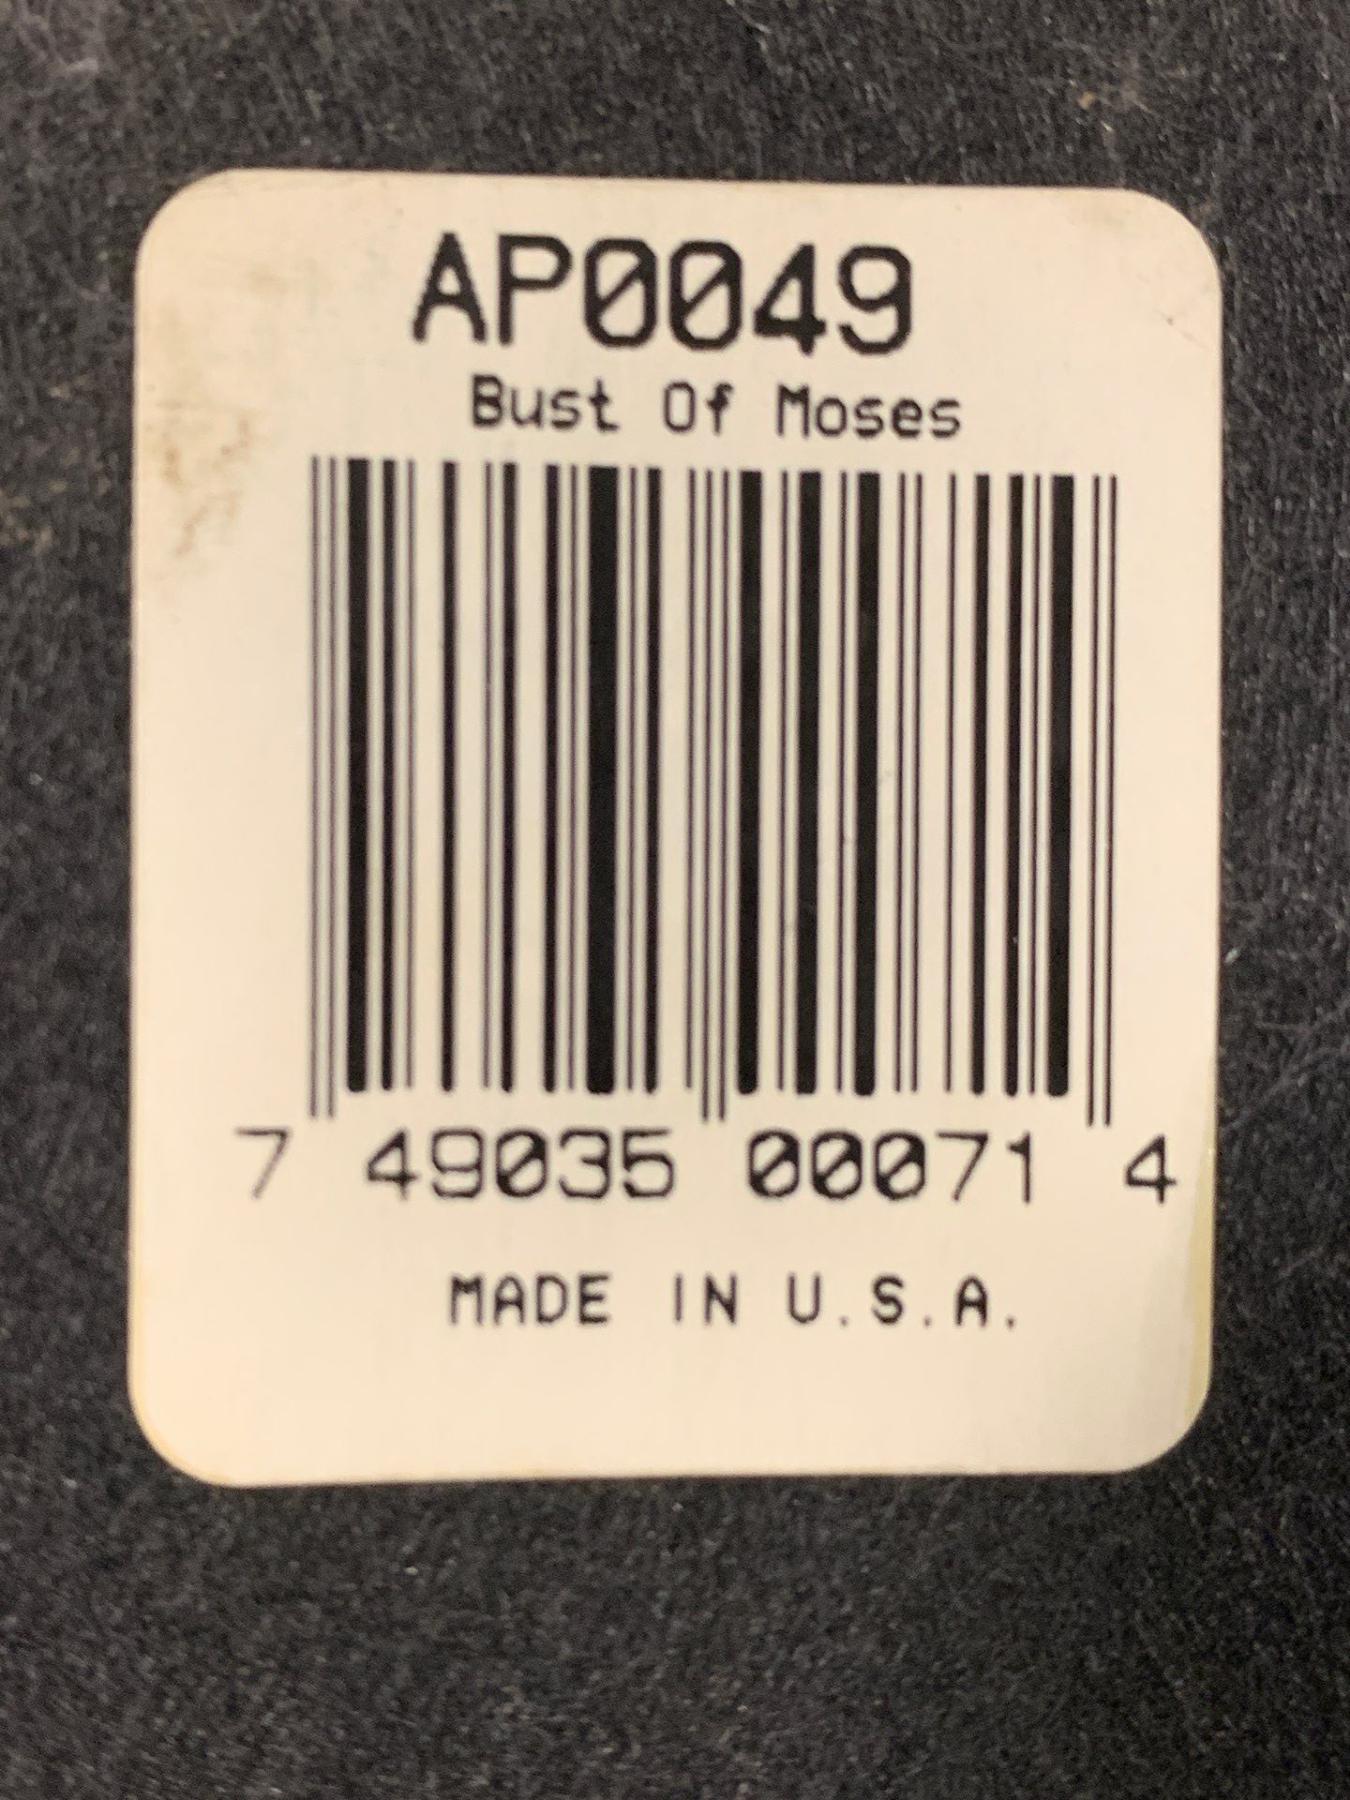 AP0049
Bust Of Moses
7 49035 00071 4
MADE IN U.S.A.